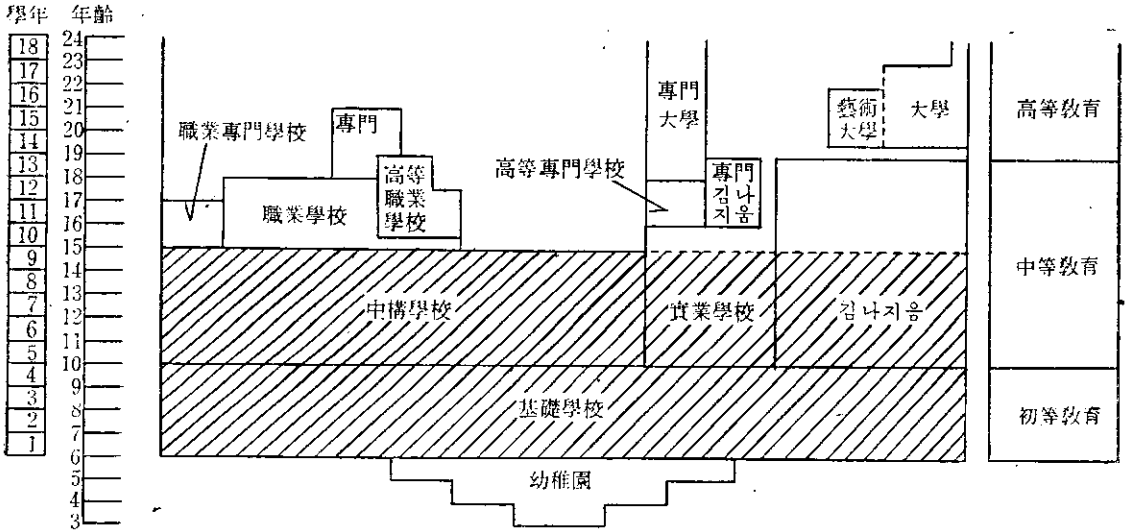 學年 年齡
18
17
16
15
14
13
12
11
10
9
8
7
6
5
4
3
2
1
24
23
22
21
20
19
18
17
16
15
14
13
12
11
10
9
8
7
6
5
4
3
職業專門學校
專門
高等
職業
學校
職業學校
高等專門學校
專門
大學
專門
김나
지움
藝術
大學
大學
中構學校
實業學校
김나지움
基礎學校
幼稚園
高等敎育
中等敎育
初等敎育